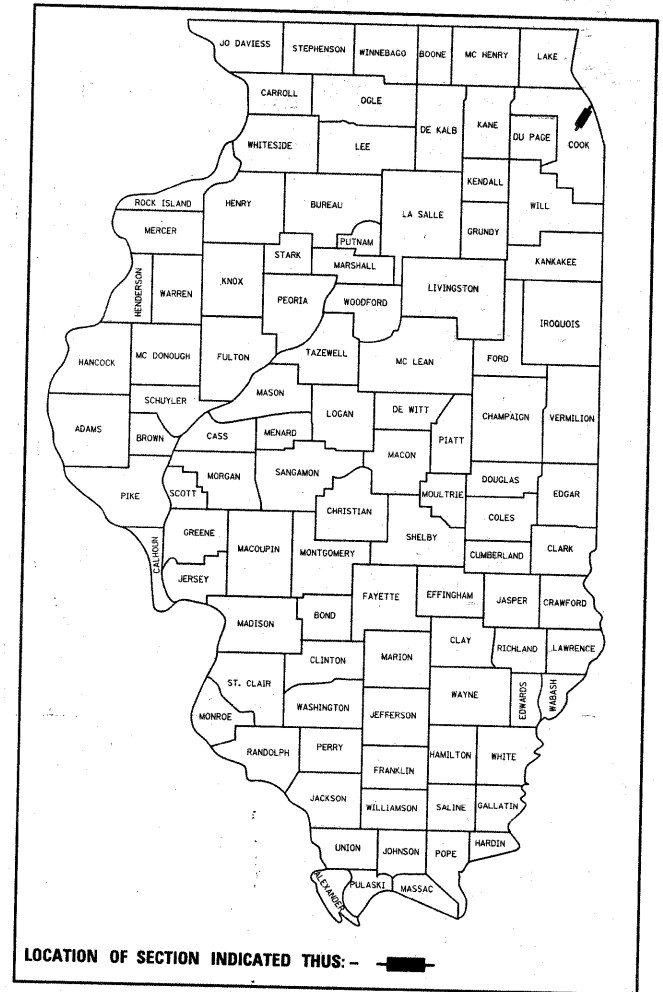 JO DAVIESS STEPHENSON WINNEBAGO BOONE MC HENRY LAKE
CARROLL OGLE
DE KALB KANE DU PAGE COOK
WHITESIDE LEE
KENDALL
ROCK ISLAND HENRY BUREAU LA SALLE WILL
MERCER PUTNAM GRUNDY
STARK MARSHALL KANKAKEE
HENDERSON WARREN KNOX PEORIA WOODFORD LIVINGSTON
IROQUOIS
HANCOCK MC DONOUGH FULTON TAZEWELL MC LEAN FORD
MASON
SCHUYLER LOGAN DE WITT CHAMPAIGN VERMILION
ADAMS BROWN CASS MENARD PIATT
MACON
PIKE SCOTT MORGAN SANGAMON MOULTRIE DOUGLAS EDGAR
CHRISTIAN COLES
CALHOUN GREENE MACOUPIN MONTGOMERY SHELBY CUMBERLAND CLARK
JERSEY
FAYETTE EFFINGHAM JASPER CRAWFORD
MADISON BOND
CLAY RICHLAND LAWRENCE
CLINTON MARION
ST. CLAIR WAYNE EDWARDS WABASH
MONROE WASHINGTON JEFFERSON
RANDOLPH PERRY HAMILTON WHITE
FRANKLIN
JACKSON WILLIAMSON SALINE GALLATIN
UNION JOHNSON POPE HARDIN
ALEXANDER PULASKI MASSAC
LOCATION OF SECTION INDICATED THUS: -